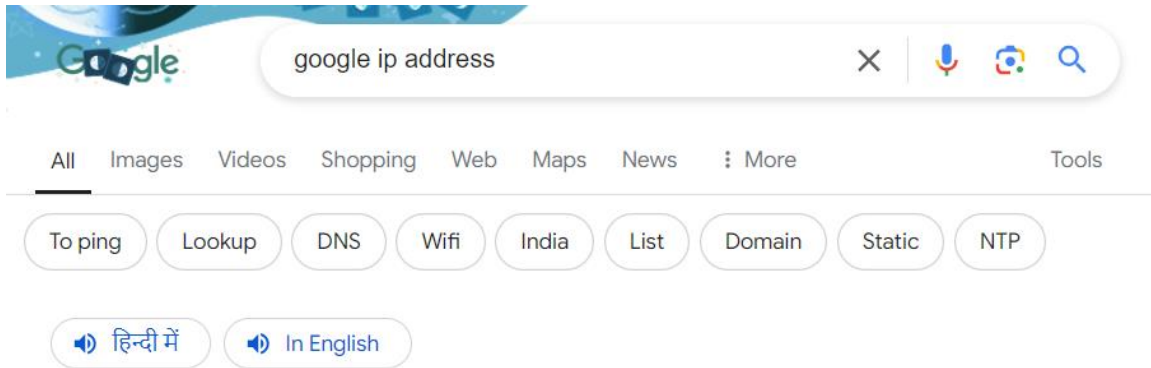 Google google ip address
All Images Videos Shopping Web Maps News More Tools
To ping Lookup DNS Wifi India List Domain Static NTP
हिन्दी में In English